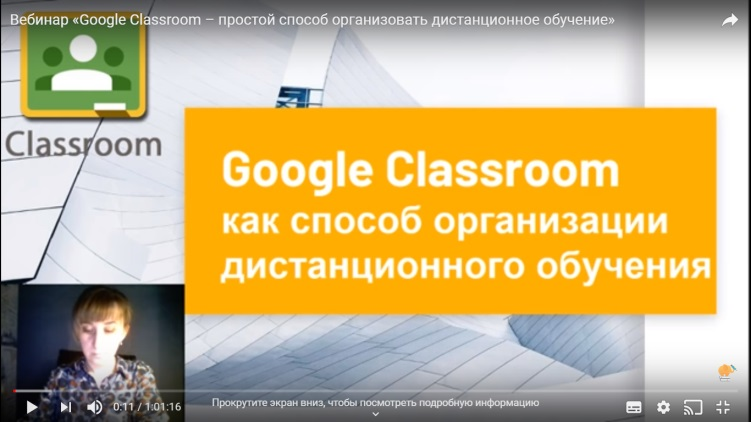 Вебинар «Google Classroom – простой способ организовать дистанционное обучение»
Classroom
Google Classroom
как способ организации
дистанционного обучения
Прокрутите экран вниз, чтобы посмотреть подробную информацию
0:11 / 1:01:16